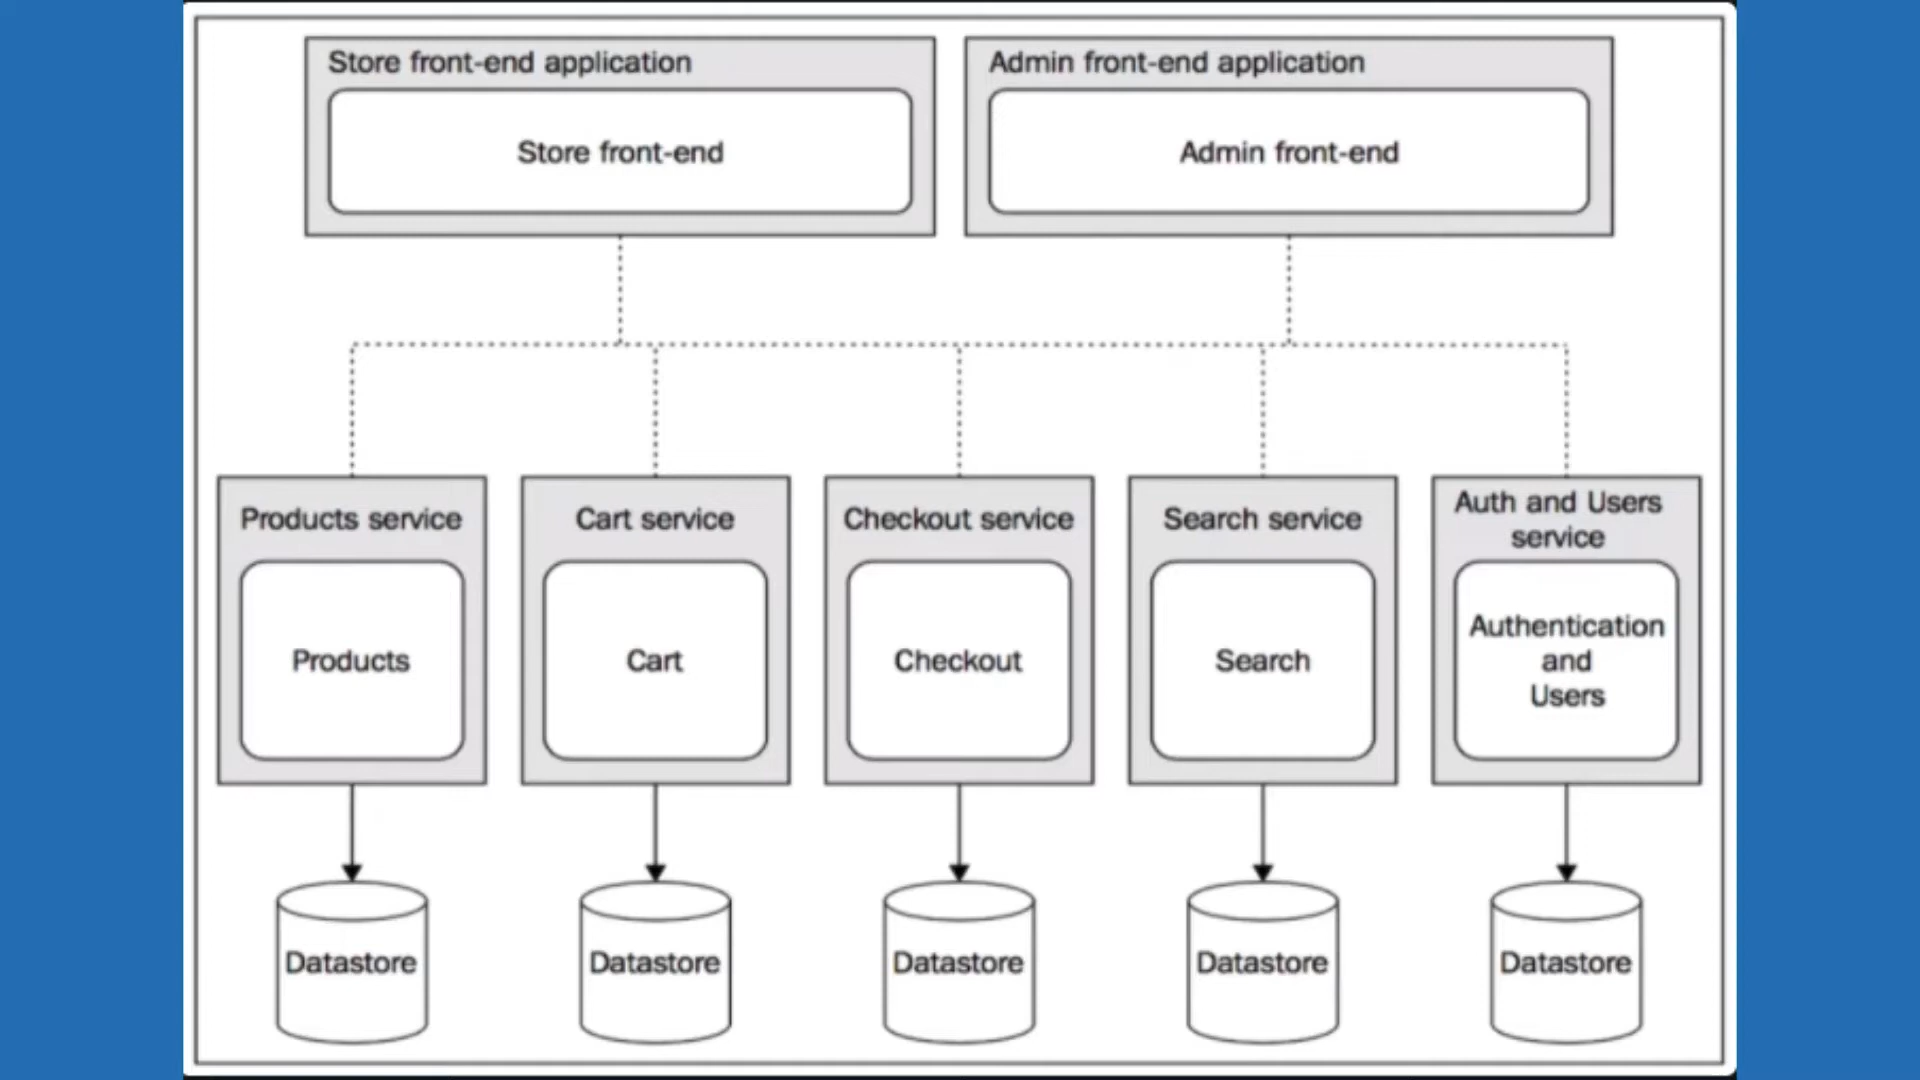 Store front-end application
Admin front-end application
Store front-end
Admin front-end
Products service
Cart service
Checkout service
Search service
Auth and Users
service
Products
Cart
Checkout
Search
Authentication
and
Users
Datastore
Datastore
Datastore
Datastore
Datastore